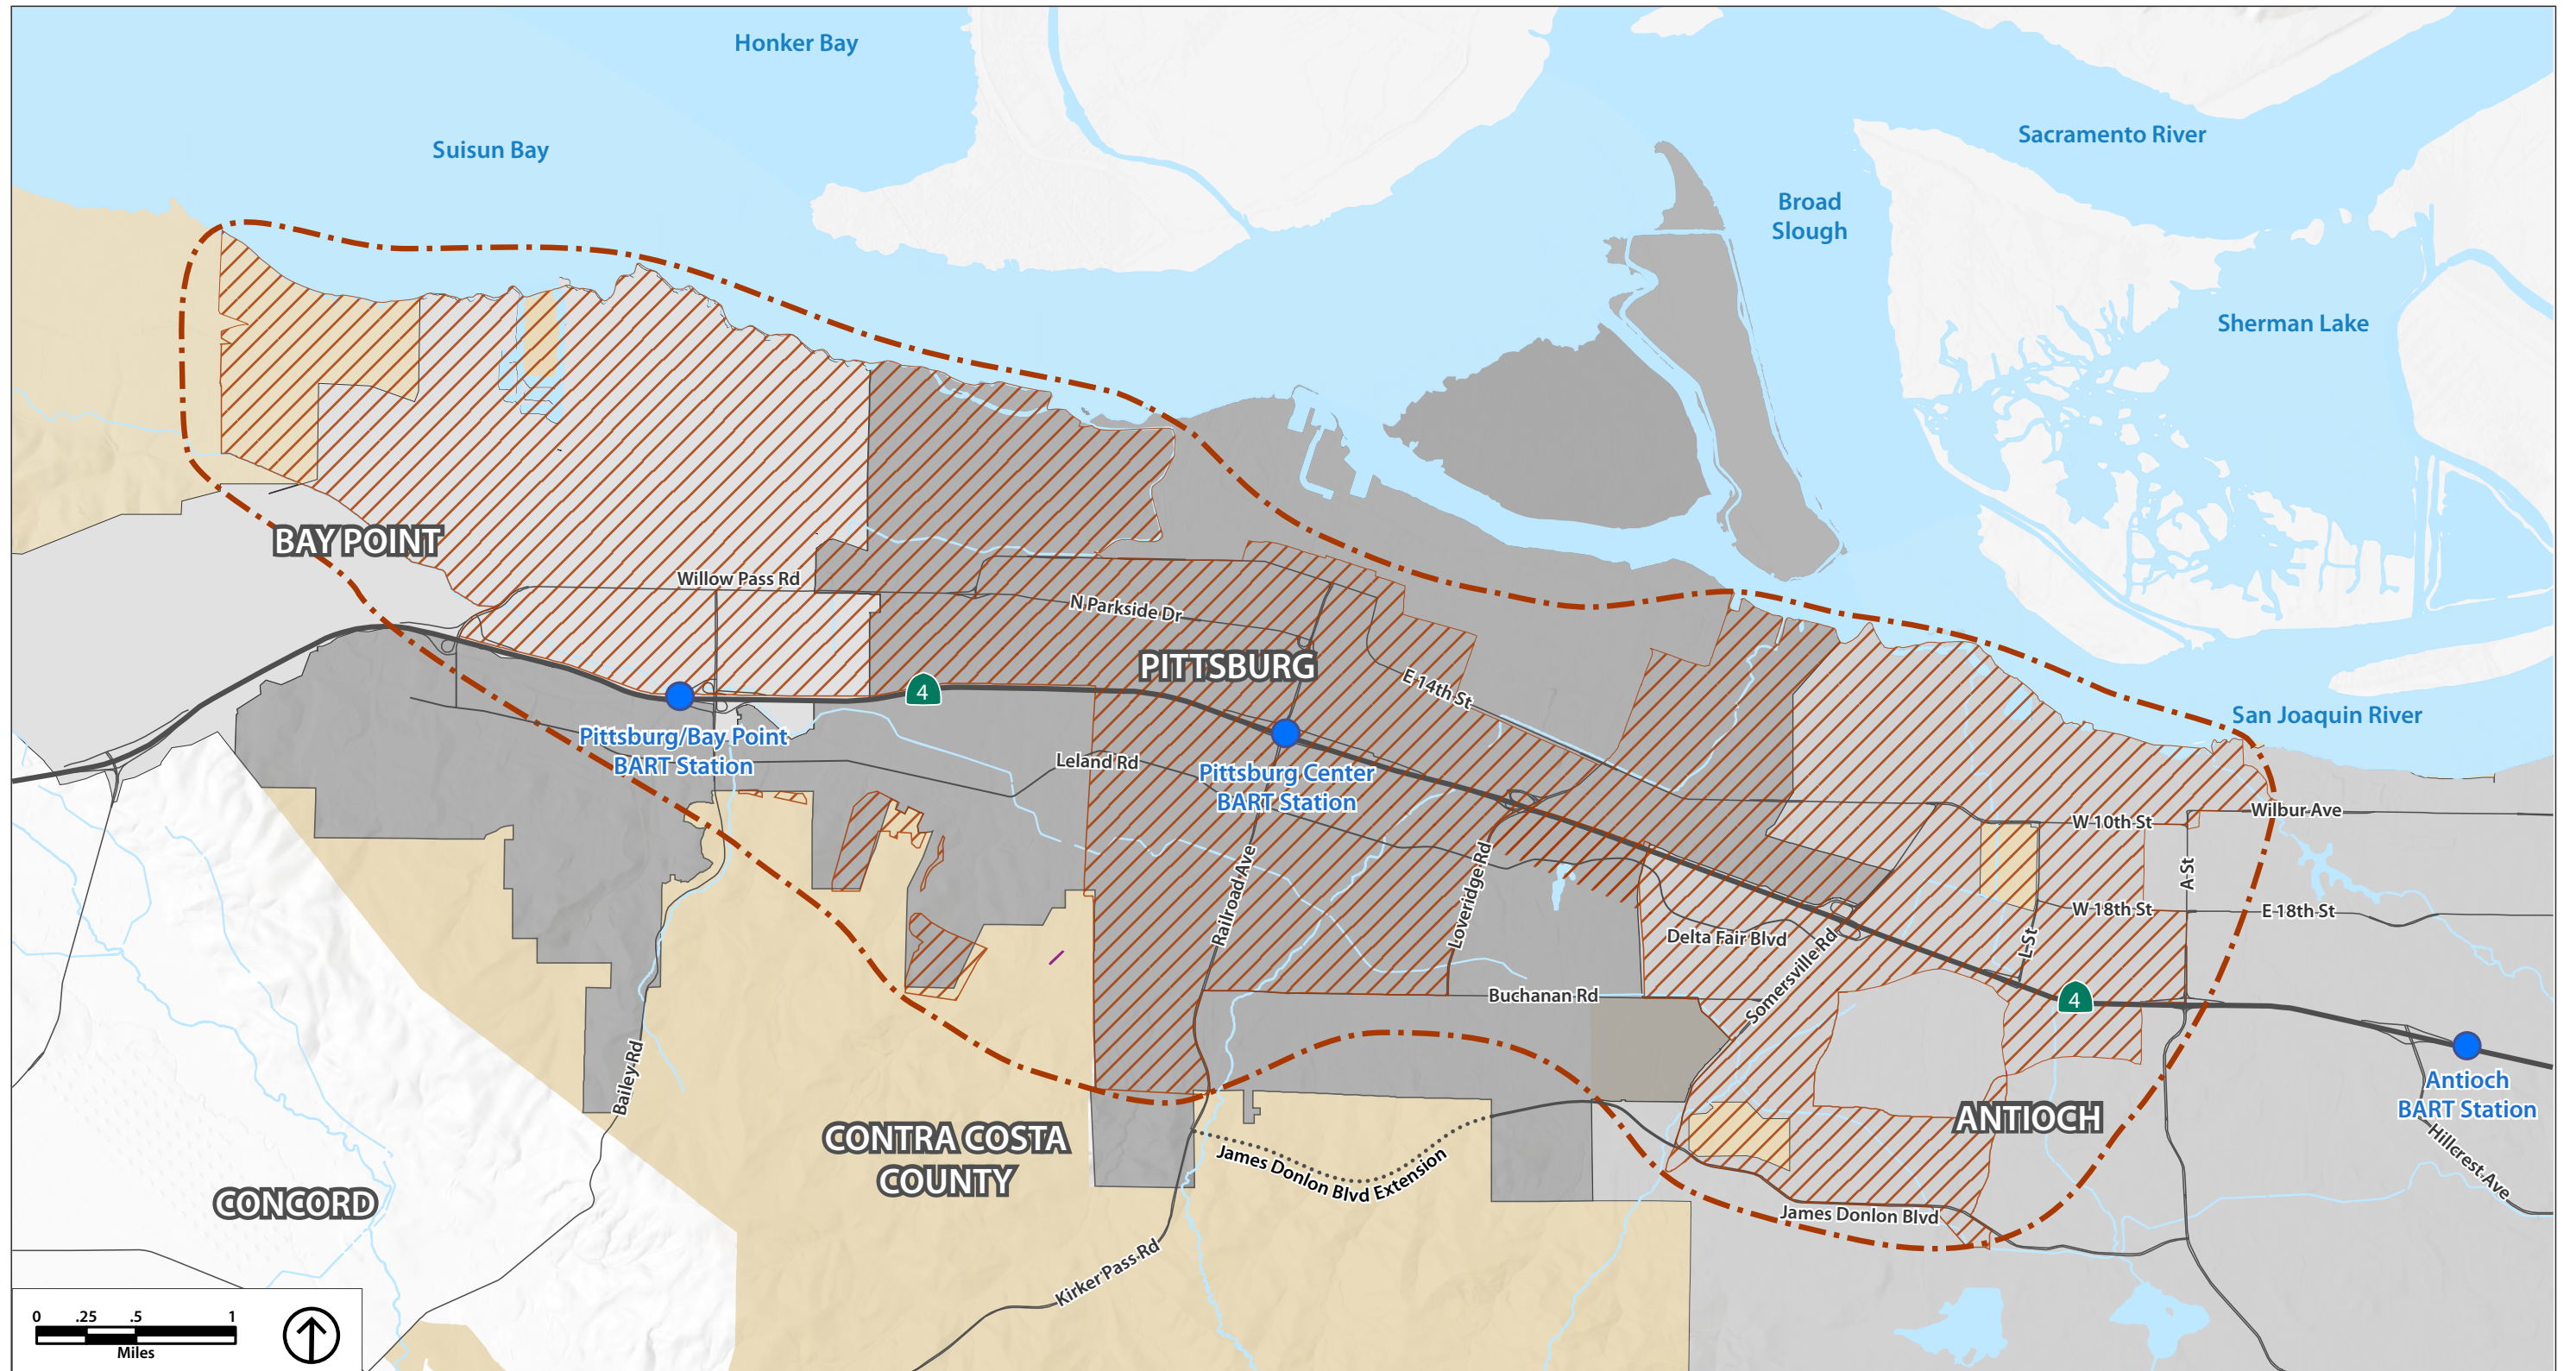 Honker Bay
Suisun Bay
Sacramento River
Broad
Slough
Sherman Lake
BAY POINT
Willow Pass Rd
N Parkside Dr
PITTSBURG
4
E 14th St
San Joaquin River
Pittsburg/Bay Point
BART Station
Leland Rd
Pittsburg Center
BART Station
Wilbur Ave
W 10th St
A St
Railroad Ave
Loveridge Rd
W 18th St
E 18th St
Delta Fair Blvd
L St
Somersville Rd
Buchanan Rd
4
Bailey Rd
Antioch
BART Station
ANTIOCH
CONTRA COSTA
COUNTY
James Donlon Blvd Extension
Hillcrest Ave
CONCORD
James Donlon Blvd
Kirker Pass Rd
0 .25 .5 1
Miles